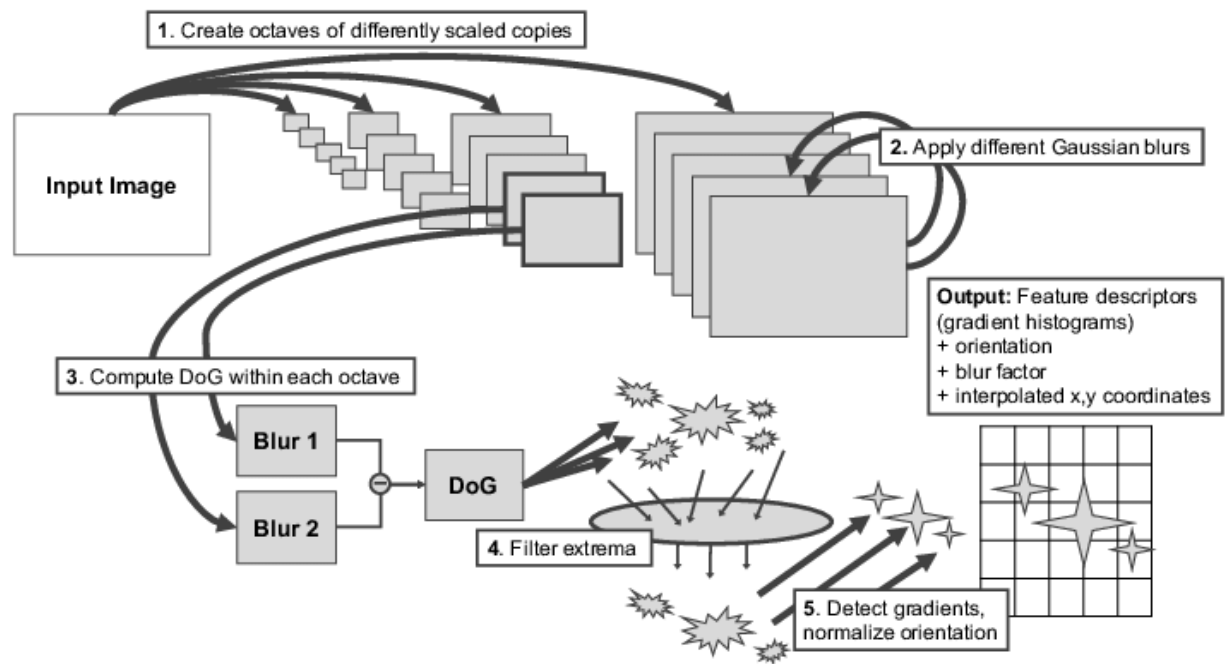 1. Create octaves of differently scaled copies
Input Image
2. Apply different Gaussian blurs
Output: Feature descriptors
(gradient histograms)
+ orientation
+ blur factor
+ interpolated x,y coordinates
3. Compute DoG within each octave
Blur 1
Blur 2
DoG
4. Filter extrema
5. Detect gradients,
normalize orientation